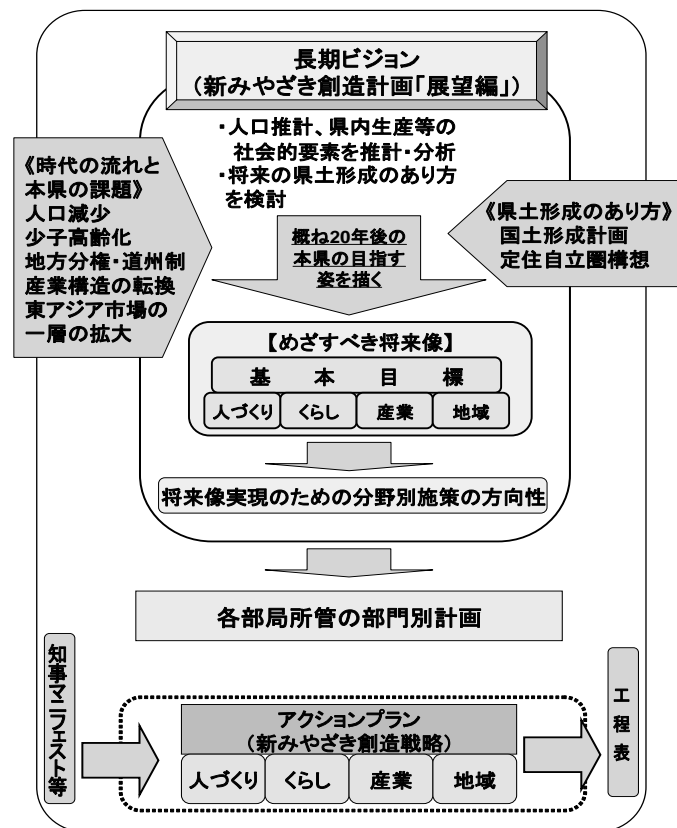 長期ビジョン
(新みやざき創造計画「展望編」)
・人口推計、県内生産等の
社会的要素を推計・分析
・将来の県土形成のあり方
を検討
《時代の流れと
本県の課題》
人口減少
少子高齢化
地方分権・道州制
産業構造の転換
東アジア市場の
一層の拡大
概ね20年後の
本県の目指す
姿を描く
《県土形成のあり方》
国土形成計画
定住自立圏構想
【めざすべき将来像】
基 本 目 標
人づくり くらし 産業 地域
将来像実現のための分野別施策の方向性
各部局所管の部門別計画
知事マニフェスト等
アクションプラン
(新みやざき創造戦略)
人づくり くらし 産業 地域
工程表